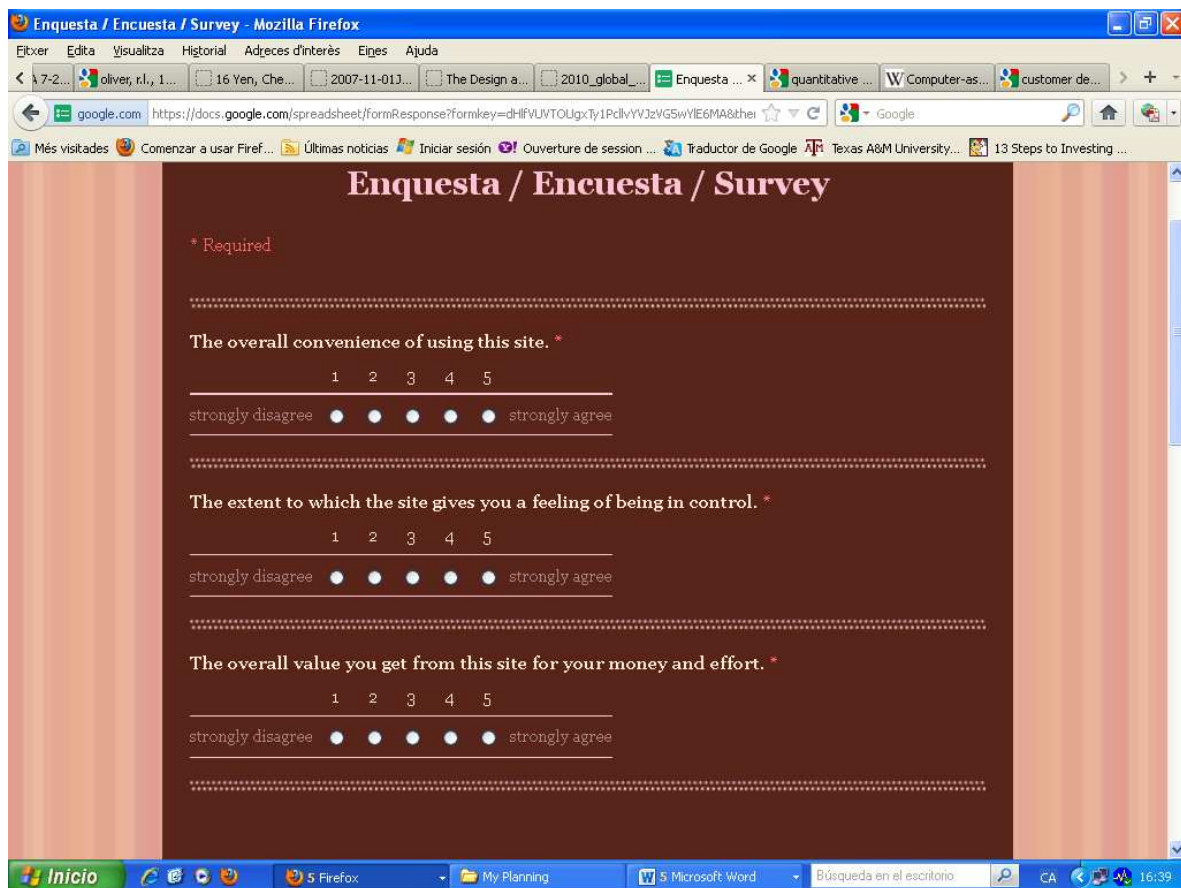 Enquesta / Encuesta / Survey - Mozilla Firefox
Fitxer Edita Visualitza Historial Adreces d'interès Eines Ajuda
7-2... oliver, r.l., 1... 16 Yen, Che... 2007-11-01J... The Design a... 2010_global_... Enquesta ... quantitative ... Computer-as... customer de...
google.com https://docs.google.com/spreadsheet/formResponse? Google
Més visitades Comenzar a usar Firef... Últimas noticias Iniciar sesión Ouverture de session ... Traductor de Google Texas A&M University... 13 Steps to Investing ...
Enquesta / Encuesta / Survey
* Required
The overall convenience of using this site. *
1 2 3 4 5
strongly disagree strongly agree
The extent to which the site gives you a feeling of being in control. *
1 2 3 4 5
strongly disagree strongly agree
The overall value you get from this site for your money and effort. *
1 2 3 4 5
strongly disagree strongly agree
Inicio 5 Firefox My Planning 5 Microsoft Word Búsqueda en el escritorio CA 16:39